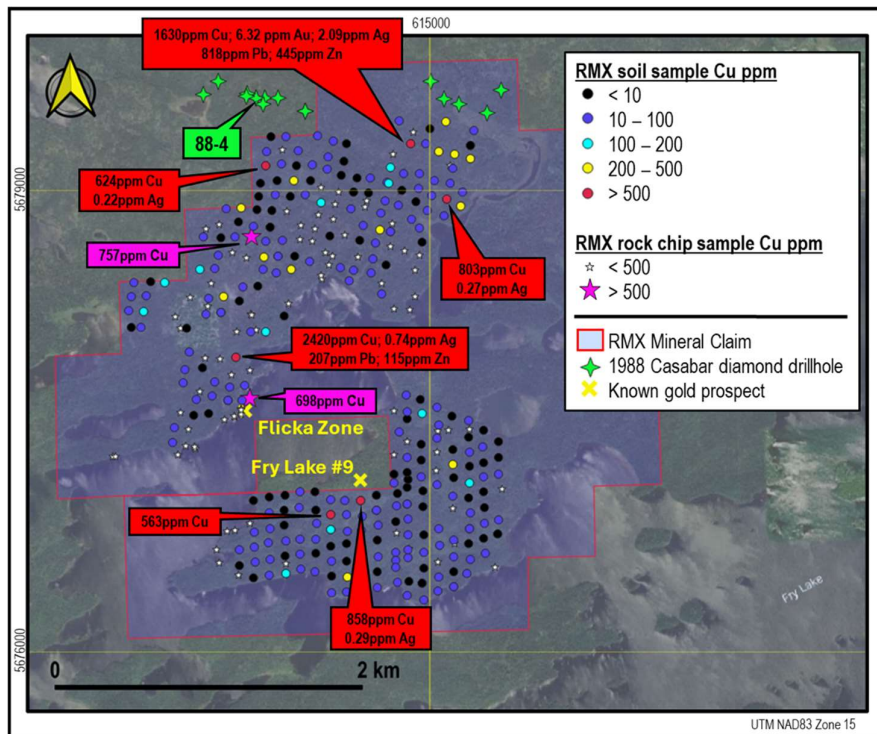 615000
1630ppm Cu; 6.32 ppm Au; 2.09ppm Ag
818ppm Pb; 445ppm Zn
RMX soil sample Cu ppm
< 10
10 – 100
100 – 200
200 – 500
> 500
RMX rock chip sample Cu ppm
< 500
> 500
RMX Mineral Claim
1988 Casabar diamond drillhole
Known gold prospect
88-4
5679000
624ppm Cu
0.22ppm Ag
757ppm Cu
803ppm Cu
0.27ppm Ag
2420ppm Cu; 0.74ppm Ag
207ppm Pb; 115ppm Zn
698ppm Cu
Flicka Zone
Fry Lake #9
563ppm Cu
858ppm Cu
0.29ppm Ag
Fry Lake
5676000
0 2 km
UTM NAD83 Zone 15